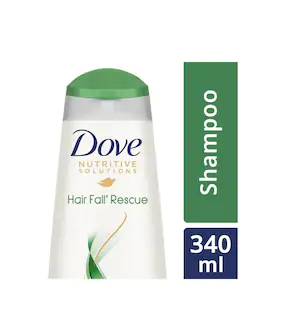 Dove
NUTRITIVE
SOLUTIONS
Hair Fall' Rescue
Shampoo
340
ml